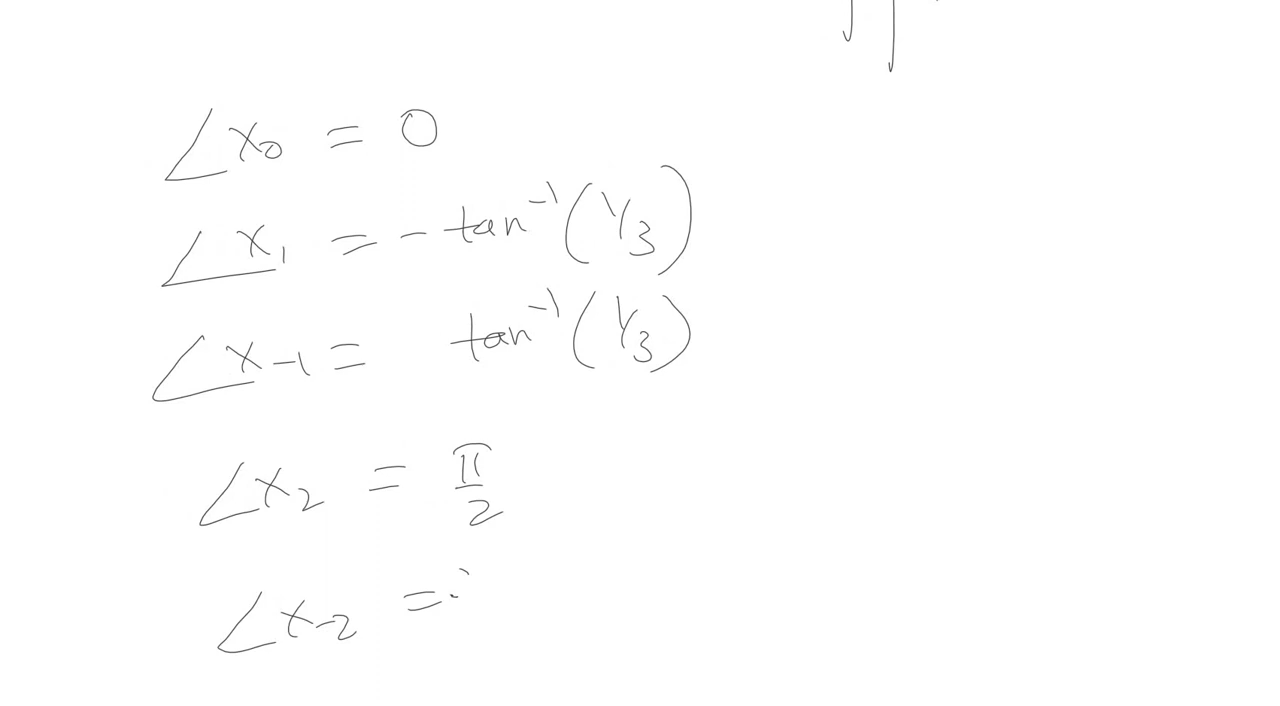 ∠x₀ = 0
∠x₁ = - tan⁻¹(1/3)
∠x₋₁ = tan⁻¹(1/3)
∠x₂ = π/2
∠x₋₂ =